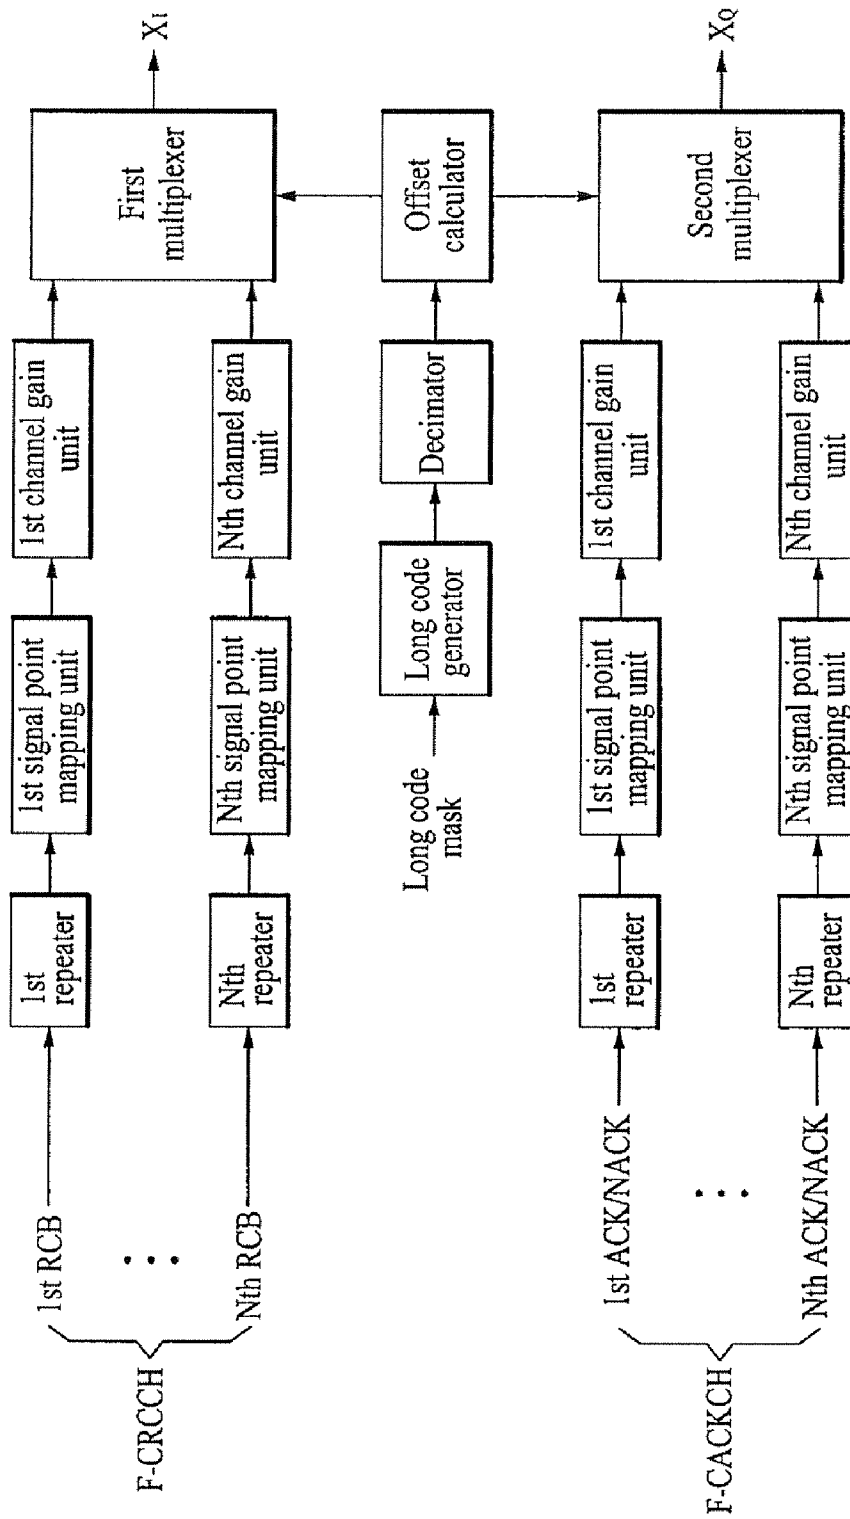 F-CRCCH
1st RCB
1st
repeater
1st signal point
mapping unit
1st channel gain
unit
Nth RCB
Nth
repeater
Nth signal point
mapping unit
Nth channel gain
unit
First
multiplexer
XI
Long code
mask
Long code
generator
Decimator
Offset
calculator
F-CACKCH
1st ACK/NACK
1st
repeater
1st signal point
mapping unit
1st channel gain
unit
Nth ACK/NACK
Nth
repeater
Nth signal point
mapping unit
Nth channel gain
unit
Second
multiplexer
XQ